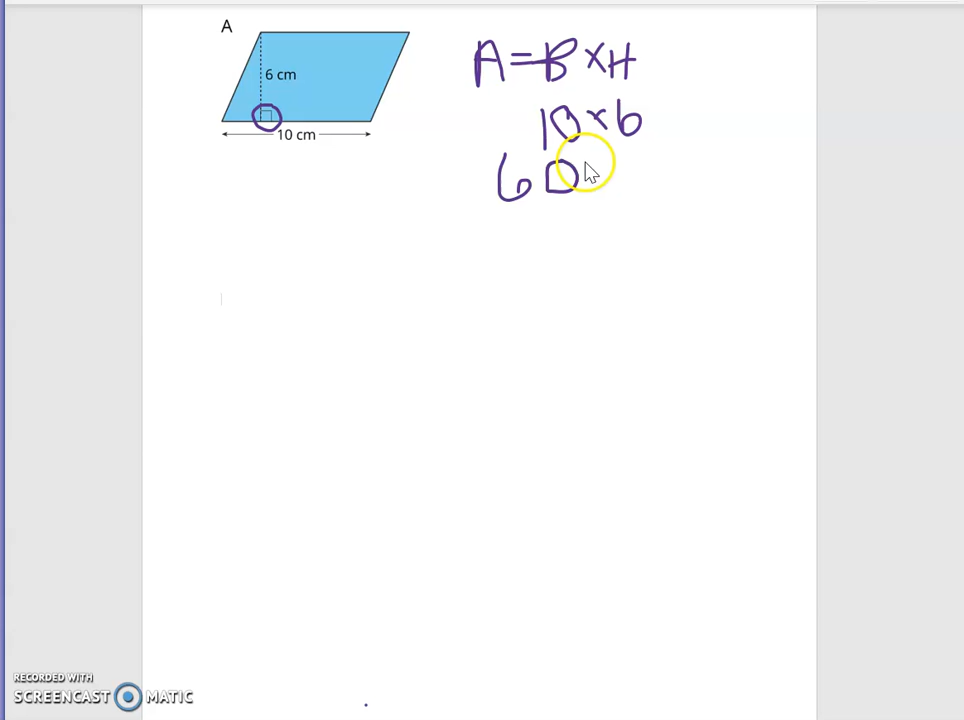 A
6 cm
10 cm
A = B × H
10 × 6
60
RECORDED WITH
SCREENCAST MATIC